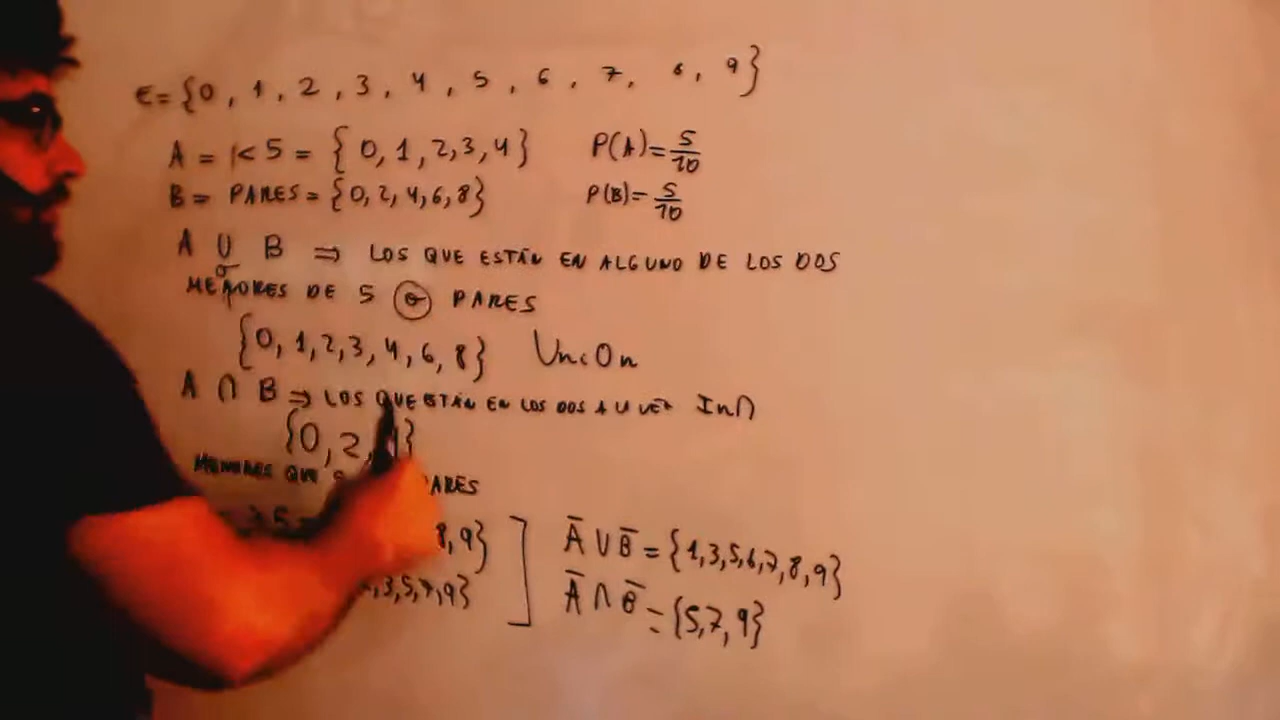 E={0, 1, 2, 3, 4, 5, 6, 7, 8, 9}
A = K 5 = { 0, 1, 2, 3, 4} P(A)=5/10
B = PARES = {0, 2, 4, 6, 8} P(B)=5/10
A U B ⇒ LOS QUE ESTÁN EN ALGUNO DE LOS DOS
o
MENORES DE 5 o PARES
{0, 1, 2, 3, 4, 6, 8} UniOn
A ∩ B ⇒ LOS QUE ESTÁN EN LOS DOS A LA VEZ In∩
{0, 2, }
MENORES QUE PARES
≥ 5 = 8, 9}
3, 5, 7, 9}
A̅ U B̅ = {1, 3, 5, 6, 7, 8, 9}
A̅ ∩ B̅ = {5, 7, 9}